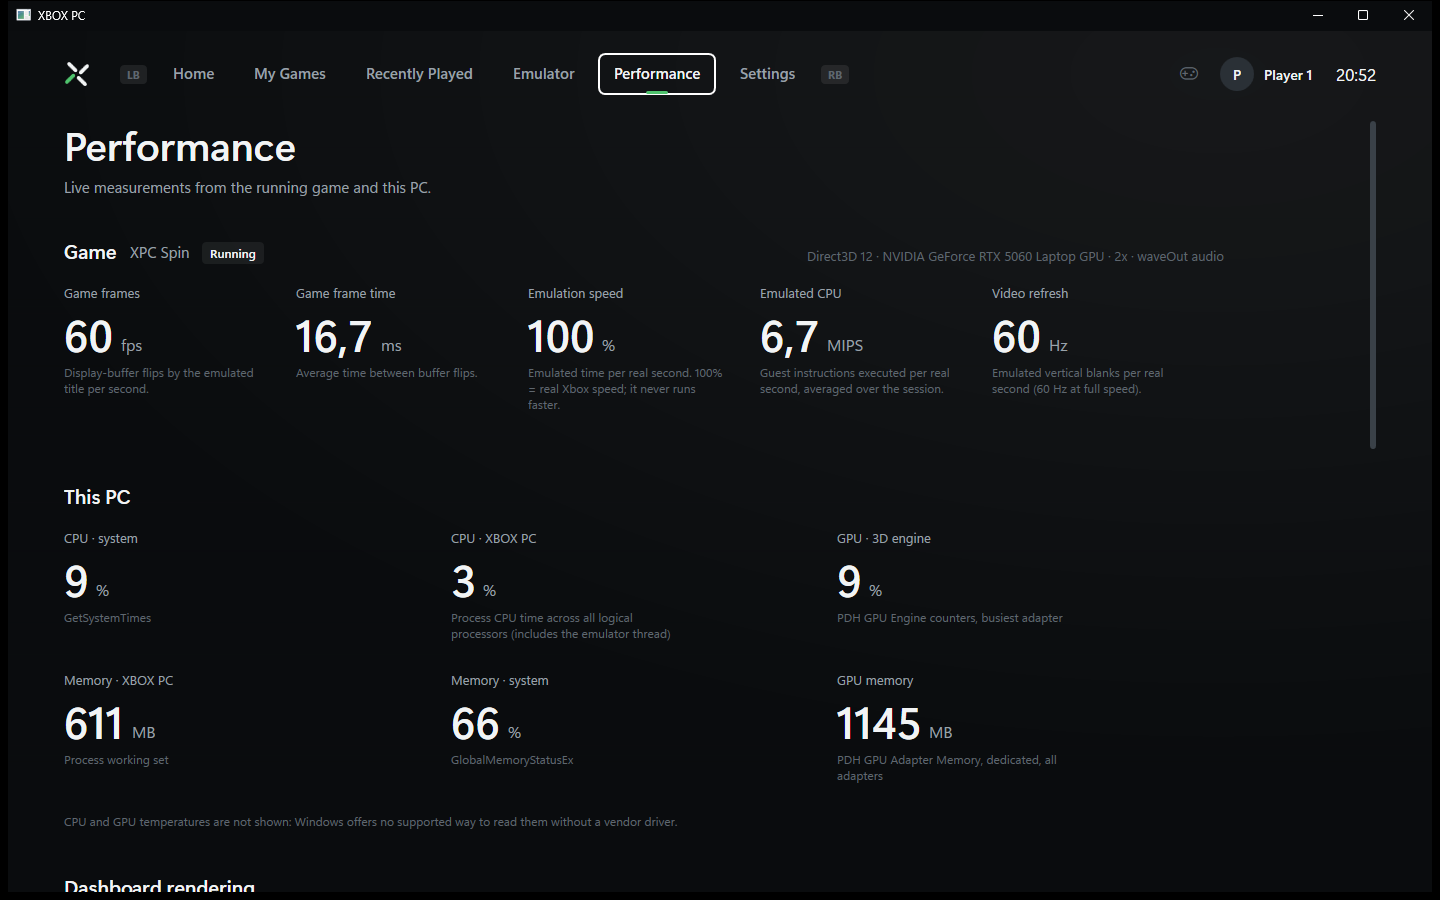 XBOX PC
LB Home My Games Recently Played Emulator Performance Settings RB P Player 1 20:52
Performance
Live measurements from the running game and this PC.
Game XPC Spin Running
Direct3D 12 · NVIDIA GeForce RTX 5060 Laptop GPU · 2x · waveOut audio
Game frames
60 fps
Display-buffer flips by the emulated
title per second.
Game frame time
16,7 ms
Average time between buffer flips.
Emulation speed
100 %
Emulated time per real second. 100%
= real Xbox speed; it never runs
faster.
Emulated CPU
6,7 MIPS
Guest instructions executed per real
second, averaged over the session.
Video refresh
60 Hz
Emulated vertical blanks per real
second (60 Hz at full speed).
This PC
CPU · system
9 %
GetSystemTimes
CPU · XBOX PC
3 %
Process CPU time across all logical
processors (includes the emulator thread)
GPU · 3D engine
9 %
PDH GPU Engine counters, busiest adapter
Memory · XBOX PC
611 MB
Process working set
Memory · system
66 %
GlobalMemoryStatusEx
GPU memory
1145 MB
PDH GPU Adapter Memory, dedicated, all
adapters
CPU and GPU temperatures are not shown: Windows offers no supported way to read them without a vendor driver.
Dashboard rendering